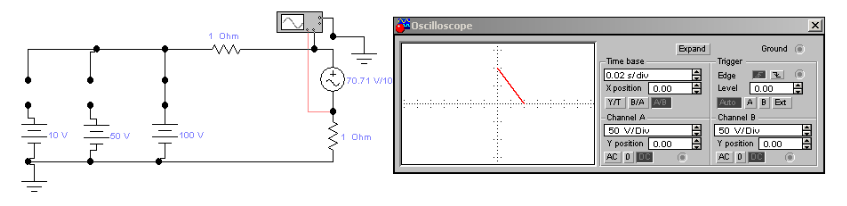 1 Ohm
70.71 V/10
10 V
50 V
100 V
1 Ohm
Oscilloscope
Expand
Ground
Time base
Trigger
0.02 s/div
Edge
X position 0.00
Level 0.00
Y/T B/A A/B
Auto A B Ext
Channel A
Channel B
50 V/Div
50 V/Div
Y position 0.00
Y position 0.00
AC 0 DC
AC 0 DC